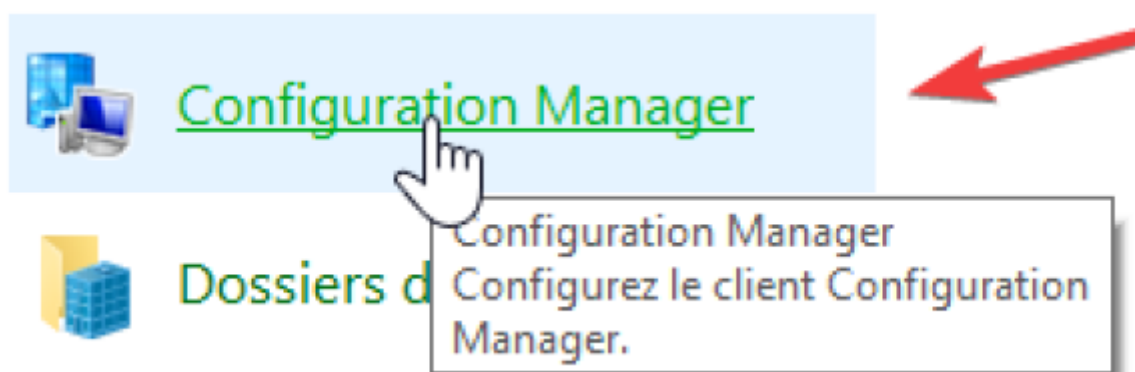 Configuration Manager
Configuration Manager
Dossiers d
Configurez le client Configuration
Manager.